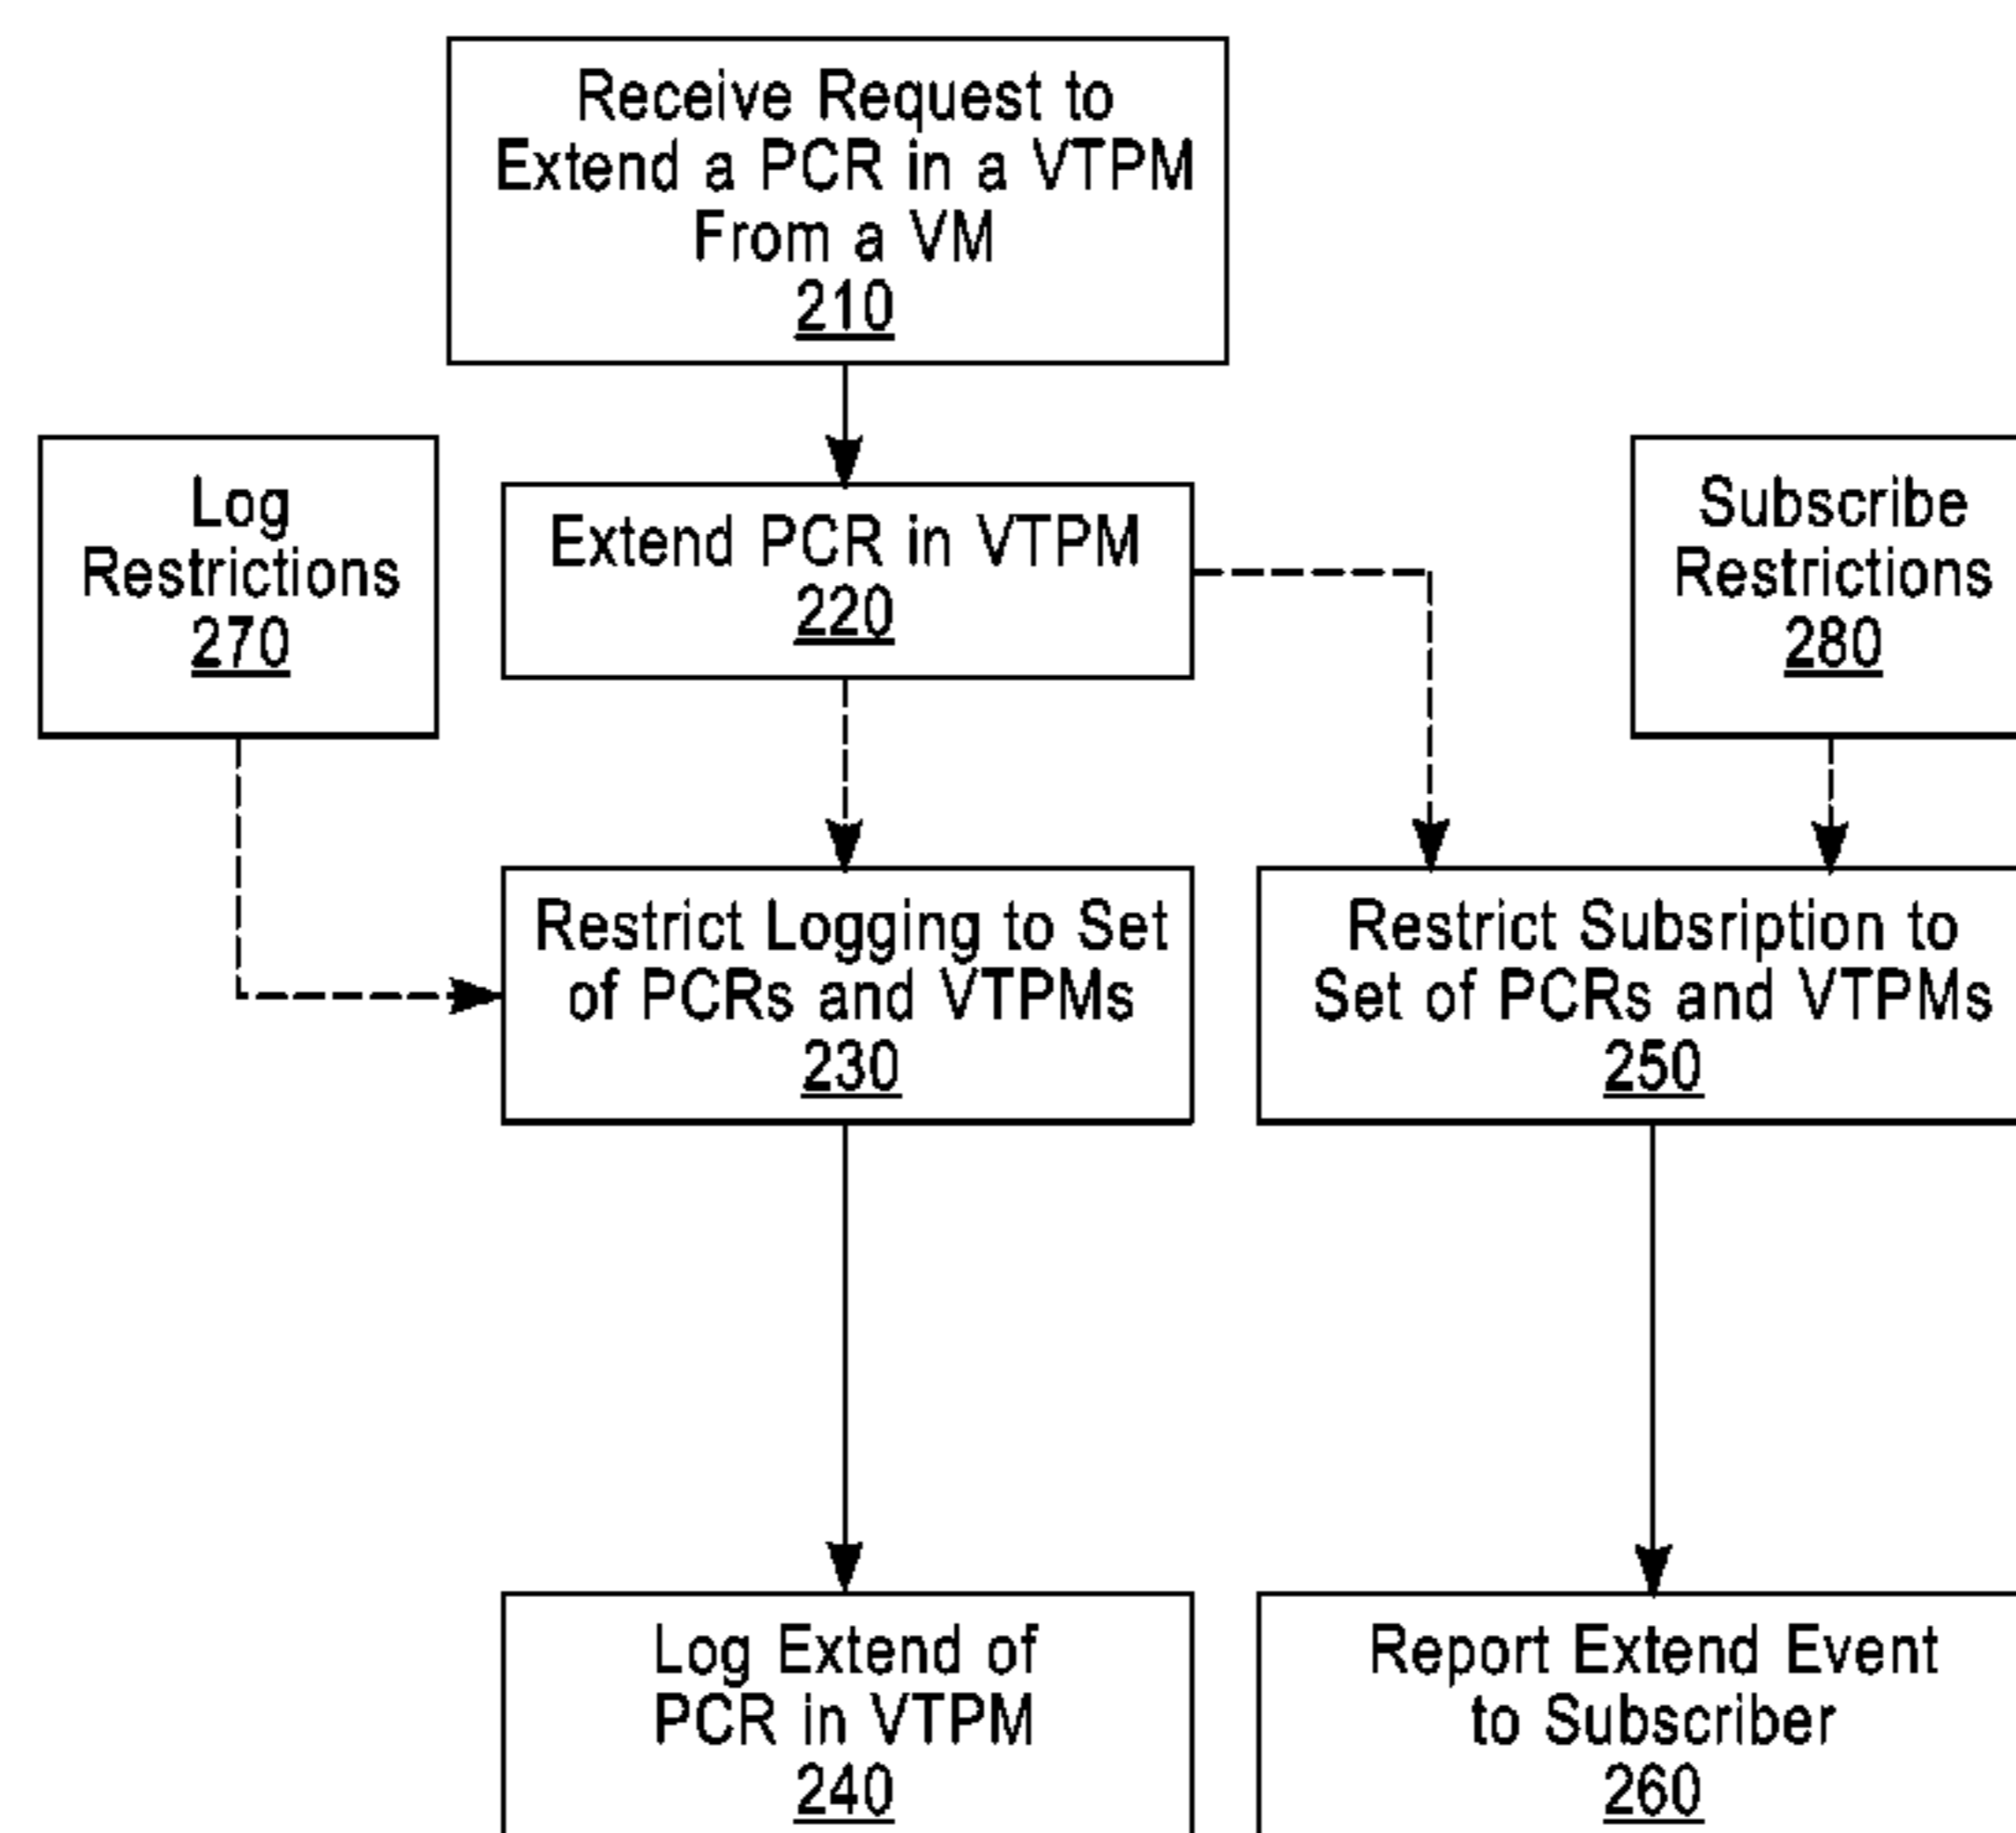 Receive Request to
Extend a PCR in a VTPM
From a VM
210
Log
Restrictions
270
Extend PCR in VTPM
220
Subscribe
Restrictions
280
Restrict Logging to Set
of PCRs and VTPMs
230
Restrict Subsription to
Set of PCRs and VTPMs
250
Log Extend of
PCR in VTPM
240
Report Extend Event
to Subscriber
260